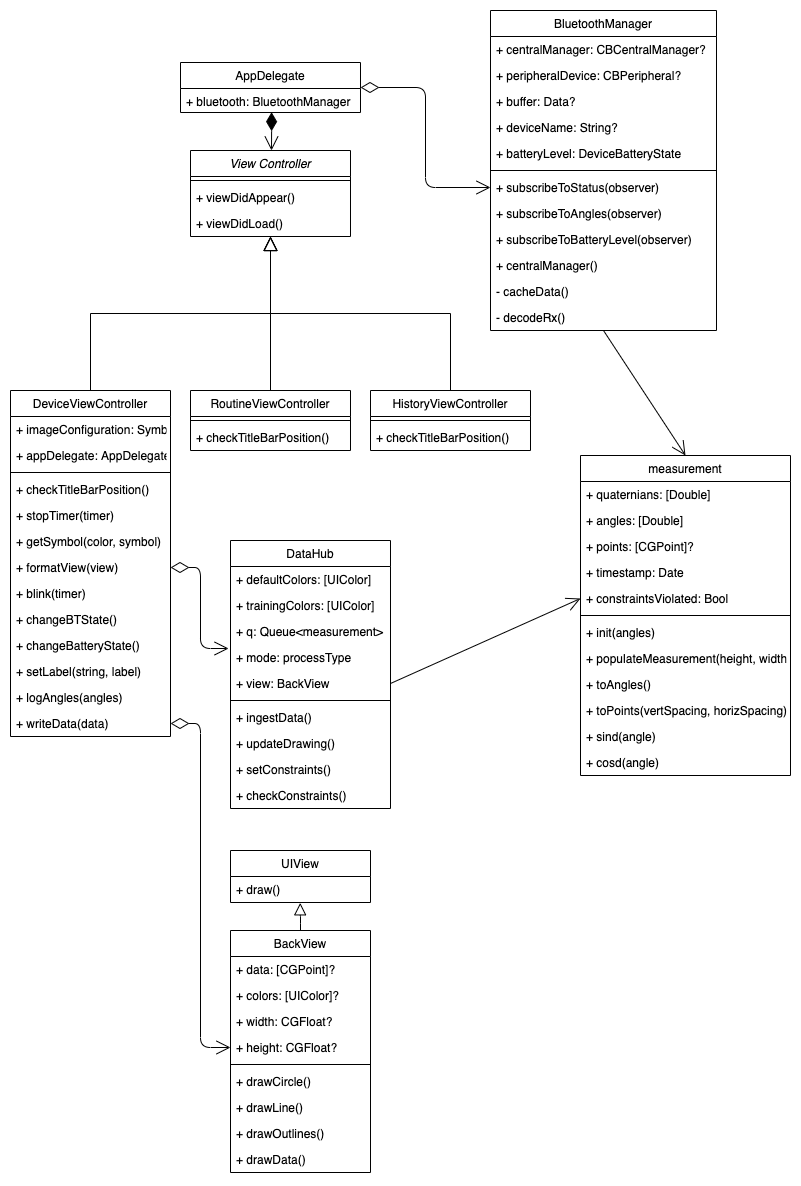 BluetoothManager
+ centralManager: CBCentralManager?
+ peripheralDevice: CBPeripheral?
+ buffer: Data?
+ deviceName: String?
+ batteryLevel: DeviceBatteryState
+ subscribeToStatus(observer)
+ subscribeToAngles(observer)
+ subscribeToBatteryLevel(observer)
+ centralManager()
- cacheData()
- decodeRx()
AppDelegate
+ bluetooth: BluetoothManager
View Controller
+ viewDidAppear()
+ viewDidLoad()
DeviceViewController
+ imageConfiguration: Symb
+ appDelegate: AppDelegate
+ checkTitleBarPosition()
+ stopTimer(timer)
+ getSymbol(color, symbol)
+ formatView(view)
+ blink(timer)
+ changeBTState()
+ changeBatteryState()
+ setLabel(string, label)
+ logAngles(angles)
+ writeData(data)
RoutineViewController
+ checkTitleBarPosition()
HistoryViewController
+ checkTitleBarPosition()
measurement
+ quaternians: [Double]
+ angles: [Double]
+ points: [CGPoint]?
+ timestamp: Date
+ constraintsViolated: Bool
+ init(angles)
+ populateMeasurement(height, width
+ toAngles()
+ toPoints(vertSpacing, horizSpacing)
+ sind(angle)
+ cosd(angle)
DataHub
+ defaultColors: [UIColor]
+ trainingColors: [UIColor]
+ q: Queue<measurement>
+ mode: processType
+ view: BackView
+ ingestData()
+ updateDrawing()
+ setConstraints()
+ checkConstraints()
UIView
+ draw()
BackView
+ data: [CGPoint]?
+ colors: [UIColor]?
+ width: CGFloat?
+ height: CGFloat?
+ drawCircle()
+ drawLine()
+ drawOutlines()
+ drawData()